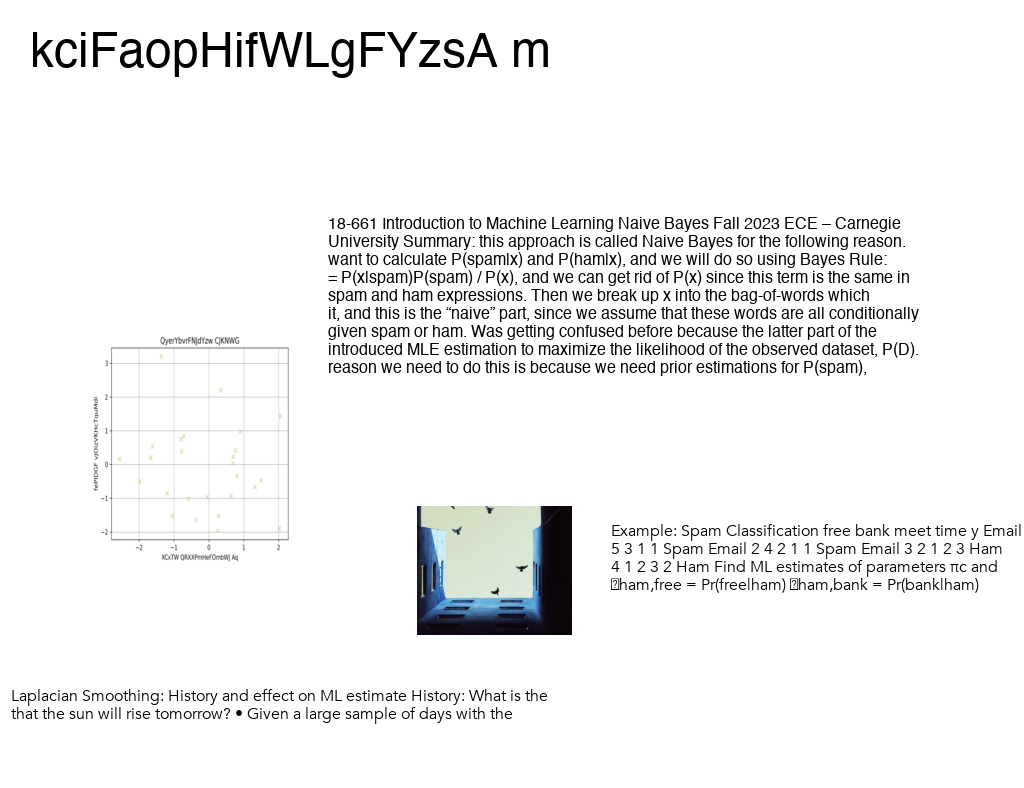 kciFaopHifWLgFYzsA m
18-661 Introduction to Machine Learning Naive Bayes Fall 2023 ECE – Carnegie
University Summary: this approach is called Naive Bayes for the following reason.
want to calculate P(spam|x) and P(ham|x), and we will do so using Bayes Rule:
= P(x|spam)P(spam) / P(x), and we can get rid of P(x) since this term is the same in
spam and ham expressions. Then we break up x into the bag-of-words which
it, and this is the “naive” part, since we assume that these words are all conditionally
given spam or ham. Was getting confused before because the latter part of the
introduced MLE estimation to maximize the likelihood of the observed dataset, P(D).
reason we need to do this is because we need prior estimations for P(spam),
QyerYbvrFNJdYzw CjKNWG
3
2
1
0
−1
−2
−2 −1 0 1 2
XCxTW QRXXPmHeFOmbWJ Aq
Example: Spam Classification free bank meet time y Email
5 3 1 1 Spam Email 2 4 2 1 1 Spam Email 3 2 1 2 3 Ham
4 1 2 3 2 Ham Find ML estimates of parameters πc and
ham,free = Pr(free|ham) ham,bank = Pr(bank|ham)
Laplacian Smoothing: History and effect on ML estimate History: What is the
that the sun will rise tomorrow? • Given a large sample of days with the